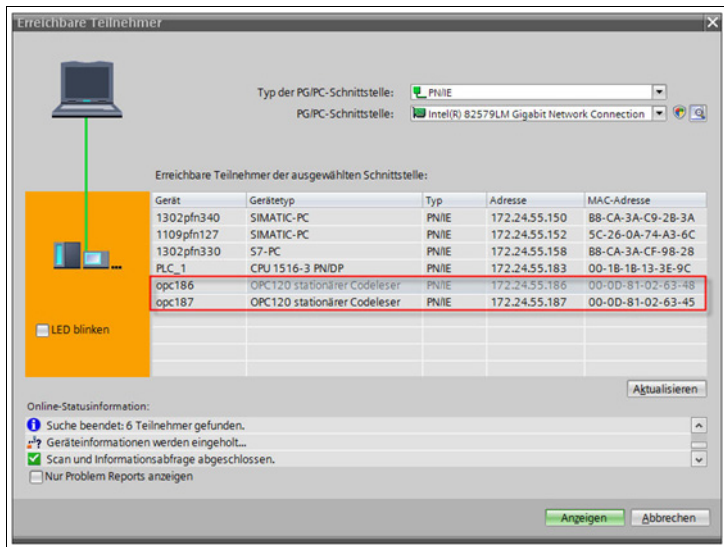 Erreichbare Teilnehmer
Typ der PG/PC-Schnittstelle: PN/IE
PG/PC-Schnittstelle: Intel(R) 82579LM Gigabit Network Connection
Erreichbare Teilnehmer der ausgewählten Schnittstelle:
Gerät Gerätetyp Typ Adresse MAC-Adresse
1302pfn340 SIMATIC-PC PN/IE 172.24.55.150 B8-CA-3A-C9-2B-3A
1109pfn127 SIMATIC-PC PN/IE 172.24.55.152 5C-26-0A-74-A3-6C
1302pfn330 S7-PC PN/IE 172.24.55.158 B8-CA-3A-CF-98-28
PLC_1 CPU 1516-3 PN/DP PN/IE 172.24.55.183 00-1B-1B-13-3E-9C
opc186 OPC120 stationärer Codeleser PN/IE 172.24.55.186 00-0D-81-02-63-48
opc187 OPC120 stationärer Codeleser PN/IE 172.24.55.187 00-0D-81-02-63-45
LED blinken
Aktualisieren
Online-Statusinformation:
Suche beendet: 6 Teilnehmer gefunden.
Geräteinformationen werden eingeholt...
Scan und Informationsabfrage abgeschlossen.
Nur Problem Reports anzeigen
Anzeigen Abbrechen